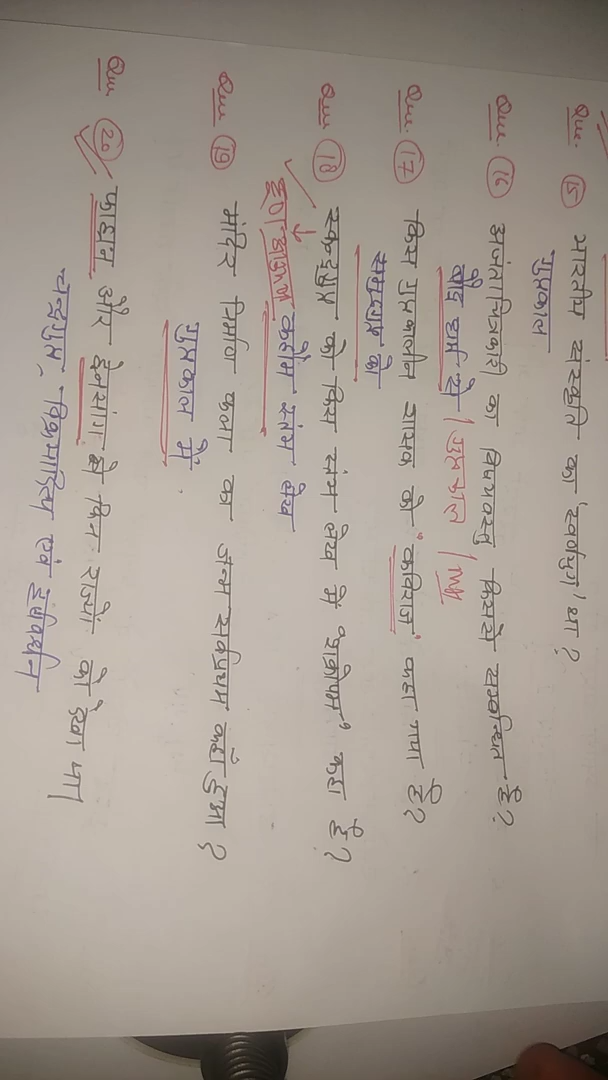 Que. 15 भारतीय संस्कृति का 'स्वर्णयुग' था?
गुप्तकाल
Que. 16 अजंता चित्रकारी का विषयवस्तु किससे सम्बन्धित है?
बौद्ध धर्म से / गुप्तकाल /
Que. 17 किस गुप्तकालीन शासक को "कविराज" कहा गया है?
समुद्रगुप्त को
Que. 18 स्कन्दगुप्त को किस स्तंभ लेख में 'शक्रोपम' कहा है?
कहौम स्तंभ लेख
Que. 19 मंदिर निर्माण कला का जन्म सर्वप्रथम कहाँ हुआ?
गुप्तकाल में
Que. 20 फाह्यान और ह्वेनसांग ने किन राज्यों को देखा था।
चन्द्रगुप्त, विक्रमादित्य एवं हर्षवर्धन